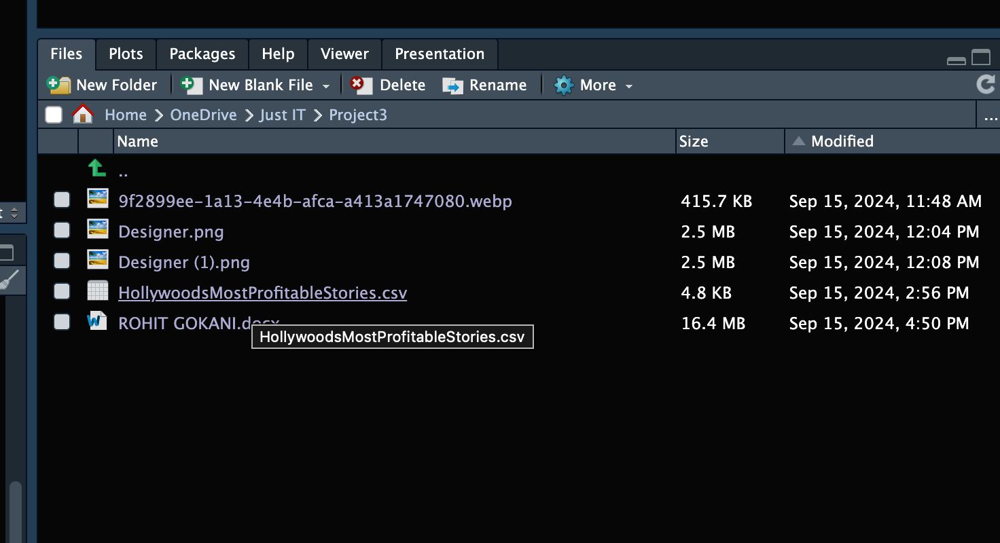 Files Plots Packages Help Viewer Presentation
New Folder New Blank File Delete Rename More
Home OneDrive Just IT Project3 ...
Name Size Modified
..
9f2899ee-1a13-4e4b-afca-a413a1747080.webp 415.7 KB Sep 15, 2024, 11:48 AM
Designer.png 2.5 MB Sep 15, 2024, 12:04 PM
t
Designer (1).png 2.5 MB Sep 15, 2024, 12:08 PM
HollywoodsMostProfitableStories.csv 4.8 KB Sep 15, 2024, 2:56 PM
ROHIT GOKANI.docx 16.4 MB Sep 15, 2024, 4:50 PM
HollywoodsMostProfitableStories.csv